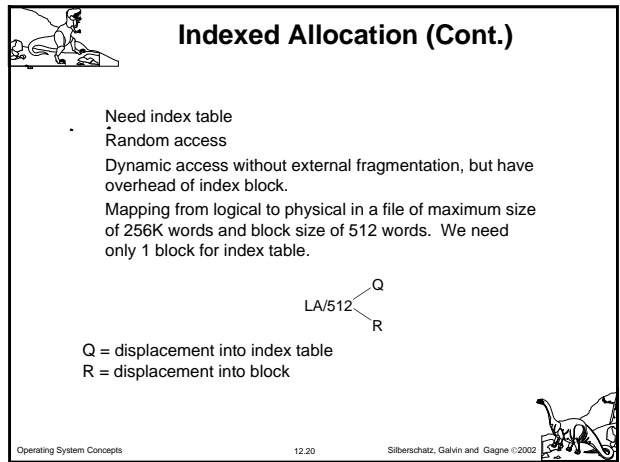 Indexed Allocation (Cont.)
Need index table
Random access
Dynamic access without external fragmentation, but have
overhead of index block.
Mapping from logical to physical in a file of maximum size
of 256K words and block size of 512 words.  We need
only 1 block for index table.
Q
LA/512
R
Q = displacement into index table
R = displacement into block
Operating System Concepts
12.20
Silberschatz, Galvin and Gagne ©2002